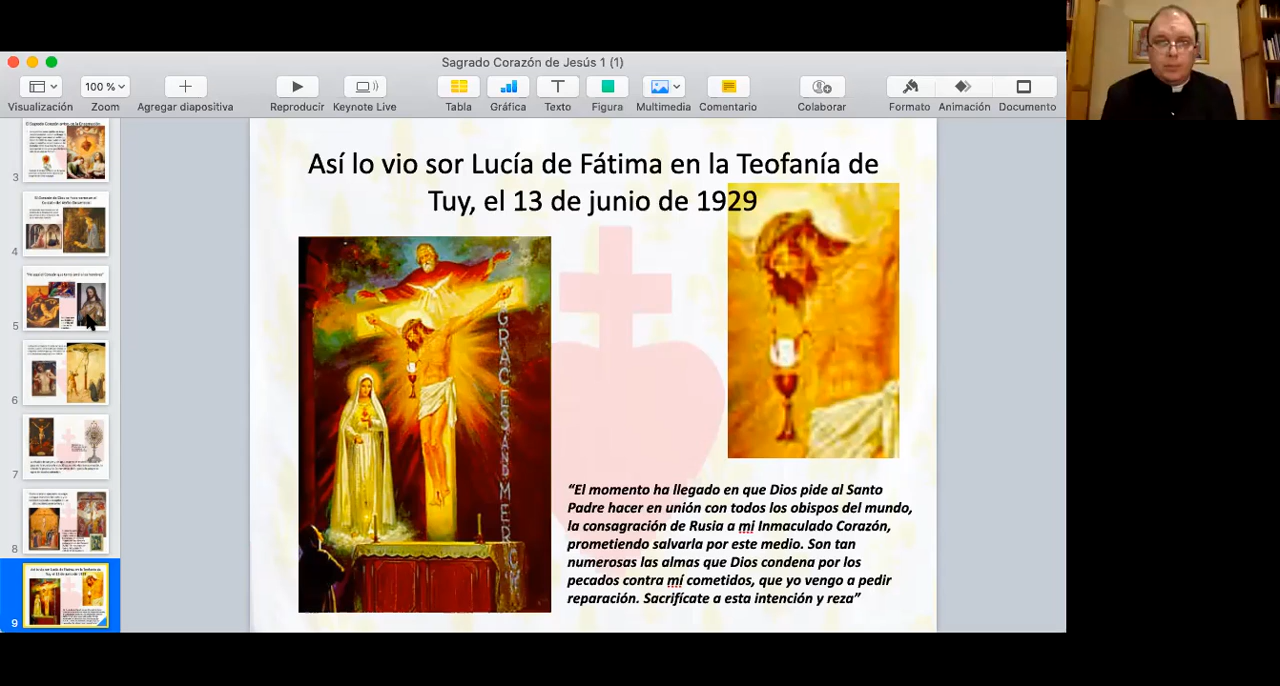 Sagrado Corazón de Jesús 1 (1)
100 %
Visualización
Zoom
Agregar diapositiva
Reproducir
Keynote Live
Tabla
Gráfica
Texto
Figura
Multimedia
Comentario
Colaborar
Formato
Animación
Documento
3
4
5
6
7
8
9
Así lo vio sor Lucía de Fátima en la Teofanía de
Tuy, el 13 de junio de 1929
“El momento ha llegado en que Dios pide al Santo
Padre hacer en unión con todos los obispos del mundo,
la consagración de Rusia a mi Inmaculado Corazón,
prometiendo salvarla por este medio. Son tan
numerosas las almas que Dios condena por los
pecados contra mí cometidos, que yo vengo a pedir
reparación. Sacrifícate a esta intención y reza”